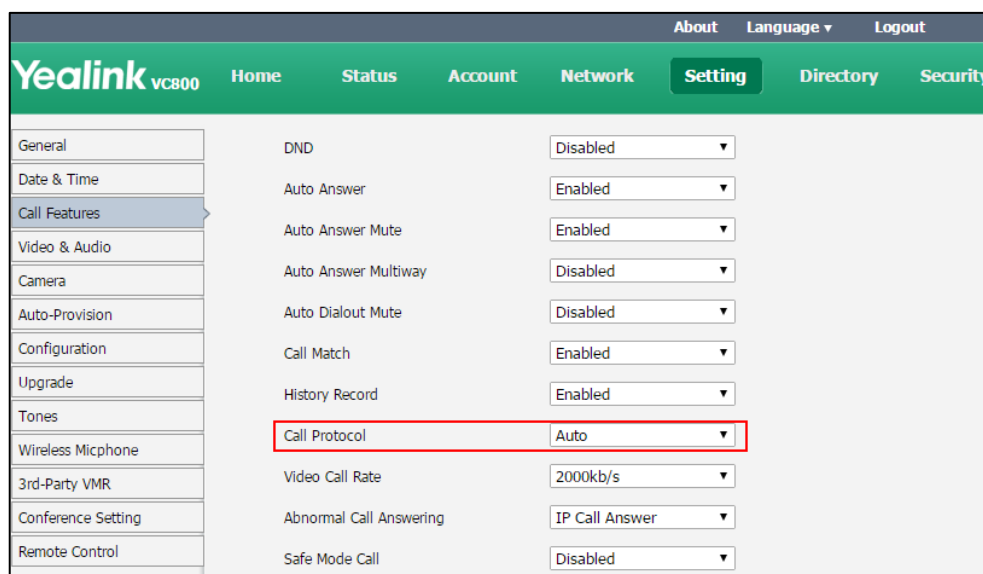 About Language ▾ Logout
Yealink VC800 Home Status Account Network Setting Directory Security
General
Date & Time
Call Features
Video & Audio
Camera
Auto-Provision
Configuration
Upgrade
Tones
Wireless Micphone
3rd-Party VMR
Conference Setting
Remote Control
DND Disabled
Auto Answer Enabled
Auto Answer Mute Enabled
Auto Answer Multiway Disabled
Auto Dialout Mute Disabled
Call Match Enabled
History Record Enabled
Call Protocol Auto
Video Call Rate 2000kb/s
Abnormal Call Answering IP Call Answer
Safe Mode Call Disabled